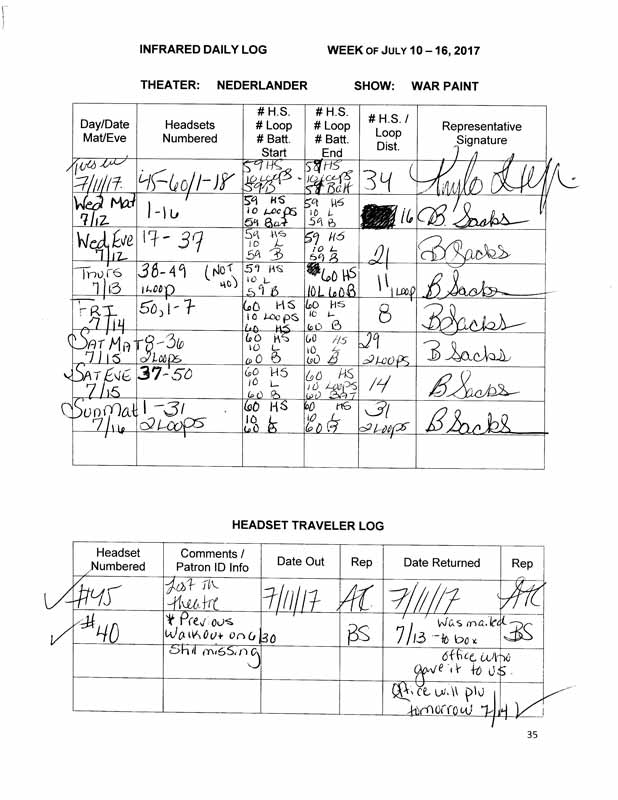 INFRARED DAILY LOG WEEK OF JULY 10 – 16, 2017
THEATER: NEDERLANDER SHOW: WAR PAINT
Day/Date Mat/Eve | Headsets Numbered | # H.S. # Loop # Batt. Start | # H.S. # Loop # Batt. End | # H.S. / Loop Dist. | Representative Signature
Tues Eve 7/11/17 | 45-60/1-18 | 59 HS 10 Loops 59 B | 58 HS 10 Loops 58 Batt | 34
Wed Mat 7/12 | 1-16 | 59 HS 10 Loops 59 Bat | 59 HS 10 L 59 B | 16 | B. Sacks
Wed Eve 7/12 | 17-37 | 59 HS 10 L 59 B | 59 HS 10 L 59 B | 21 | B Sacks
Thurs 7/13 | 38-49 (NOT 40) 1 Loop | 59 HS 10 L 59 B | 60 HS 10 L 60 B | 11 1 Loop | B Sacks
FRI 7/14 | 50, 1-7 | 60 HS 10 Loops 60 HS | 60 HS 10 L 60 B | 8 | B Sacks
SAT MAT 7/15 | 8-36 2 Loops | 60 HS 10 L 60 B | 60 HS 10 L 60 B | 29 2 Loops | B Sacks
SAT EVE 7/15 | 37-50 | 60 HS 10 L 60 B | 60 HS 10 Loops 60 BAT | 14 | B Sacks
Sun Mat 7/16 | 1-31 2 Loops | 60 HS 10 L 60 B | 60 HS 10 L 60 B | 31 2 Loops | B Sacks
HEADSET TRAVELER LOG
Headset Numbered | Comments / Patron ID Info | Date Out | Rep | Date Returned | Rep
#45 | Lost in theatre | 7/11/17 | 7/11/17
#40 | * Previous Walkout on 6/30 | BS | 7/13 Was mailed to box | BS
Still missing | office who gave it to us.
Office will p/u tomorrow 7/14
35